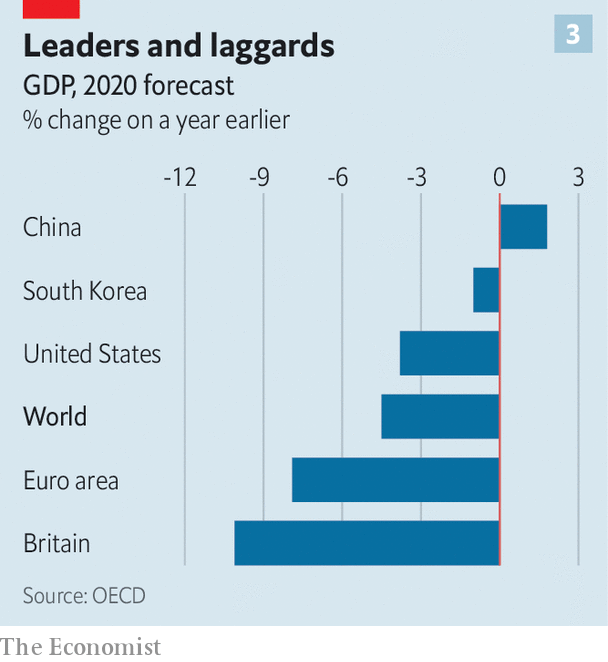 3
Leaders and laggards
GDP, 2020 forecast
% change on a year earlier
-12 -9 -6 -3 0 3
China
South Korea
United States
World
Euro area
Britain
Source: OECD
The Economist